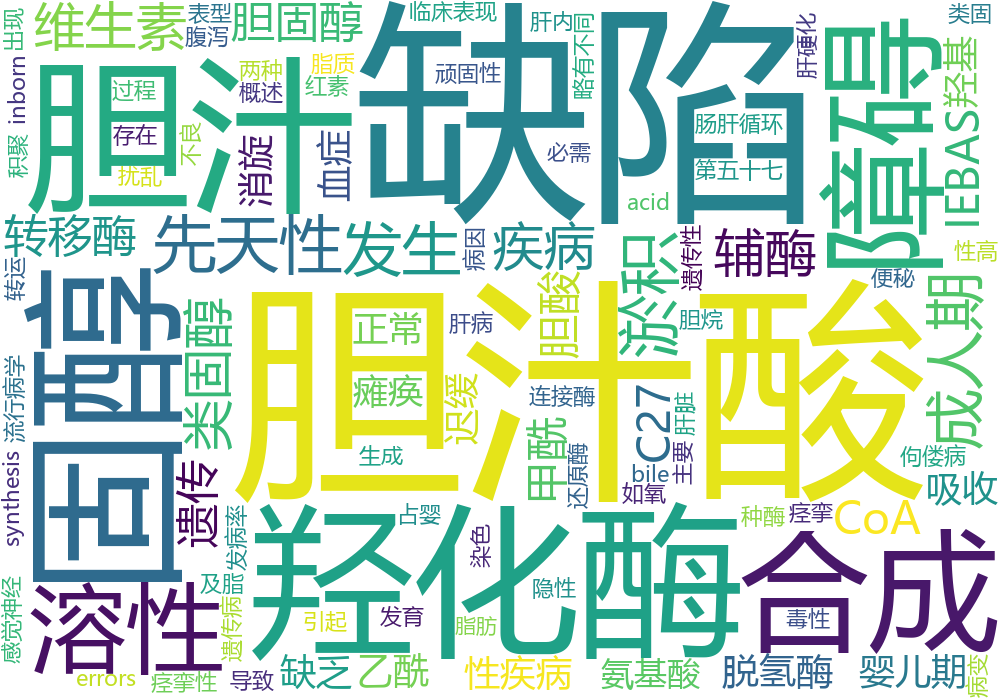 出现
维生素
表型
腹泻
胆固醇
临床表现
肝内
类固
缺陷
障碍
肝硬化
略有不同
顽固性
两种
脂质
概述
红素
过程
inborn
胆汁
存在
不良
扰乱
积聚
消旋
血症
必需
肠肝循环
第五十七
IEBAS
羟基
acid
转移酶
先天性
发生
病因
疾病
淤积
遗传性
辅酶
便秘
性高
转运
固醇
类固醇
正常
肝病
胆酸
胆烷
胆汁酸
成人期
流行病学
瘫痪
迟缓
连接酶
C27
肝脏
甲酰
生成
还原酶
bile
主要
如氧
佝偻病
吸收
synthesis
遗传
发病率
占婴
羟化酶
染色
种酶
痉挛
CoA
合成
感觉神经
溶性
及脂
遗传病
引起
发育
脂肪
隐性
毒性
errors
痉挛性
导致
缺乏
乙酰
性疾病
氨基酸
脱氢酶
婴儿期
病变